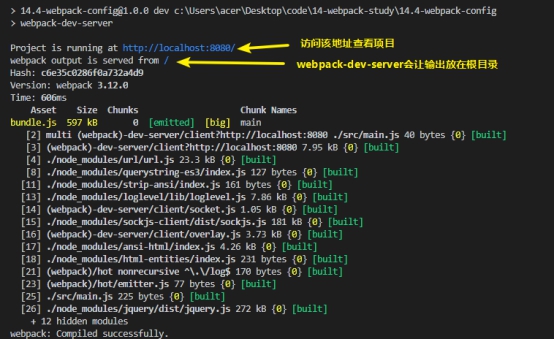 > 14.4-webpack-config@1.0.0 dev c:\Users\acer\Desktop\code\14-webpack-study\14.4-webpack-config
> webpack-dev-server
Project is running at http://localhost:8080/ 访问该地址查看项目
webpack output is served from / webpack-dev-server会让输出放在根目录
Hash: c6e35c0286f0a732a4d9
Version: webpack 3.12.0
Time: 606ms
Asset Size Chunks Chunk Names
bundle.js 597 kB 0 [emitted] [big] main
[2] multi (webpack)-dev-server/client?http://localhost:8080 ./src/main.js 40 bytes {0} [built]
[3] (webpack)-dev-server/client?http://localhost:8080 7.95 kB {0} [built]
[4] ./node_modules/url/url.js 23.3 kB {0} [built]
[8] ./node_modules/querystring-es3/index.js 127 bytes {0} [built]
[11] ./node_modules/strip-ansi/index.js 161 bytes {0} [built]
[13] ./node_modules/loglevel/lib/loglevel.js 7.86 kB {0} [built]
[14] (webpack)-dev-server/client/socket.js 1.05 kB {0} [built]
[15] ./node_modules/sockjs-client/dist/sockjs.js 181 kB {0} [built]
[16] (webpack)-dev-server/client/overlay.js 3.73 kB {0} [built]
[17] ./node_modules/ansi-html/index.js 4.26 kB {0} [built]
[18] ./node_modules/html-entities/index.js 231 bytes {0} [built]
[21] (webpack)/hot nonrecursive ^\.\/log$ 170 bytes {0} [built]
[23] (webpack)/hot/emitter.js 77 bytes {0} [built]
[25] ./src/main.js 225 bytes {0} [built]
[26] ./node_modules/jquery/dist/jquery.js 272 kB {0} [built]
+ 12 hidden modules
webpack: Compiled successfully.